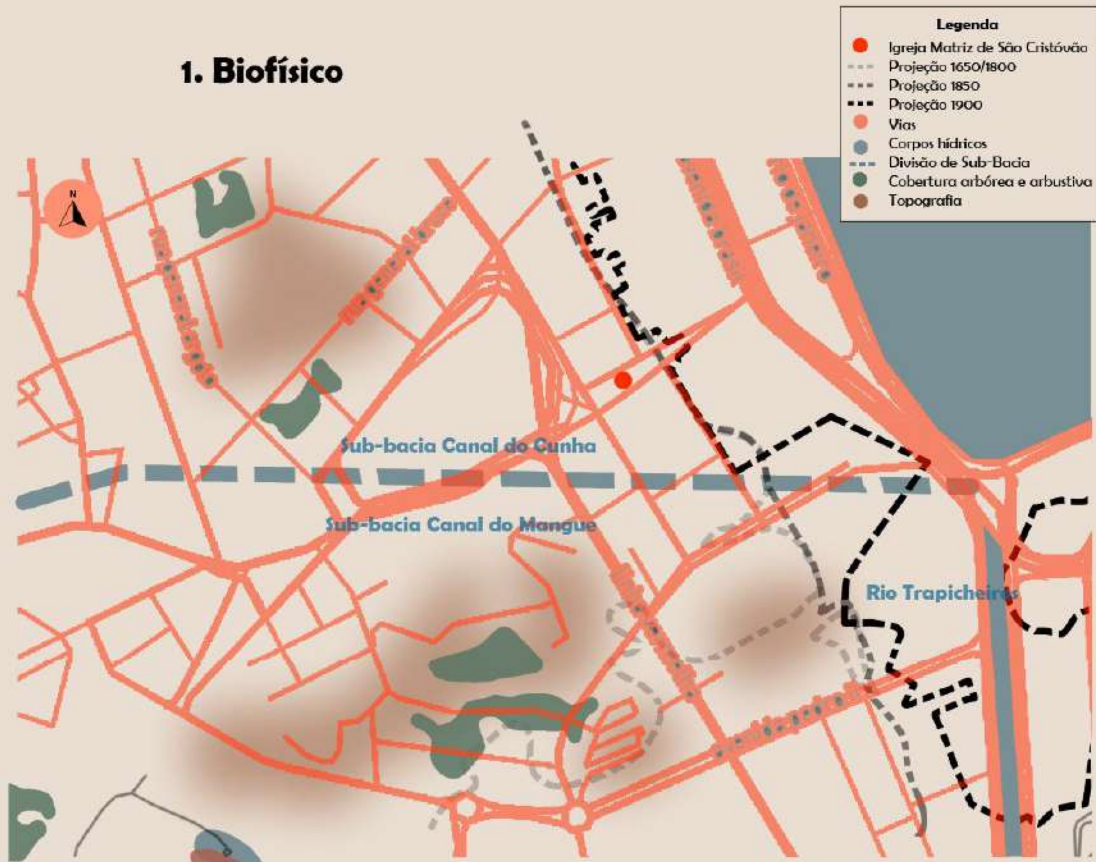 1. Biofísico
Legenda
Igreja Matriz de São Cristóvão
Projeção 1650/1800
Projeção 1850
Projeção 1900
Vias
Corpos hídricos
Divisão de Sub-Bacia
Cobertura arbórea e arbustiva
Topografia
N
Sub-bacia Canal do Cunha
Sub-bacia Canal do Mangue
Rio Trapicheiros